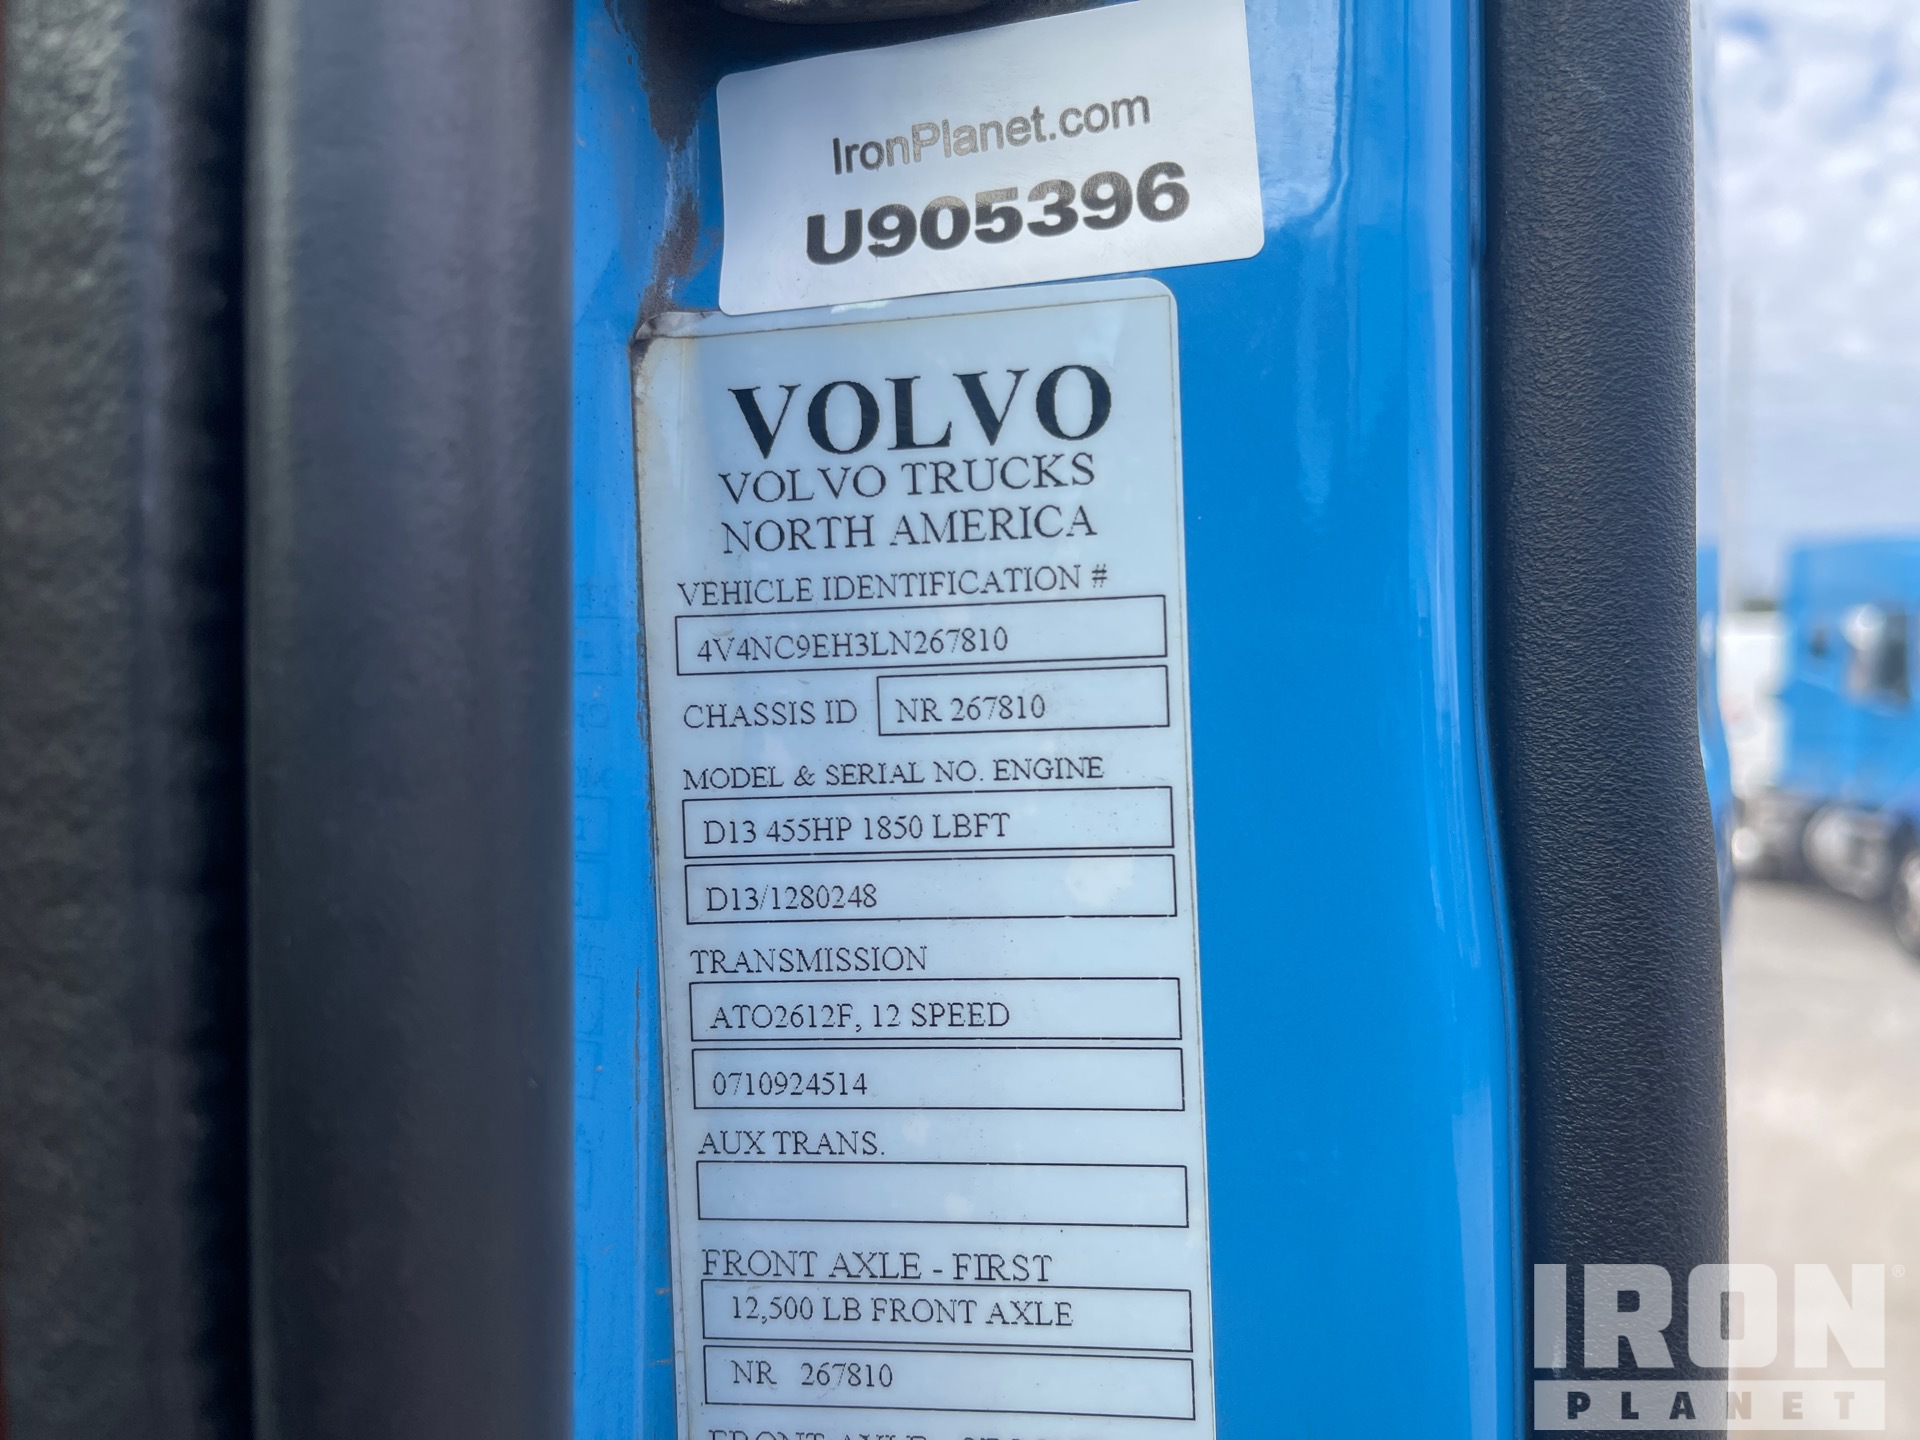 IronPlanet.com
U905396
VOLVO
VOLVO TRUCKS
NORTH AMERICA
VEHICLE IDENTIFICATION #
4V4NC9EH3LN267810
CHASSIS ID NR 267810
MODEL & SERIAL NO. ENGINE
D13 455HP 1850 LBFT
D13/1280248
TRANSMISSION
ATO2612F, 12 SPEED
0710924514
AUX TRANS.
FRONT AXLE - FIRST
12,500 LB FRONT AXLE
NR 267810
FRONT AXLE -
IRON®
PLANET